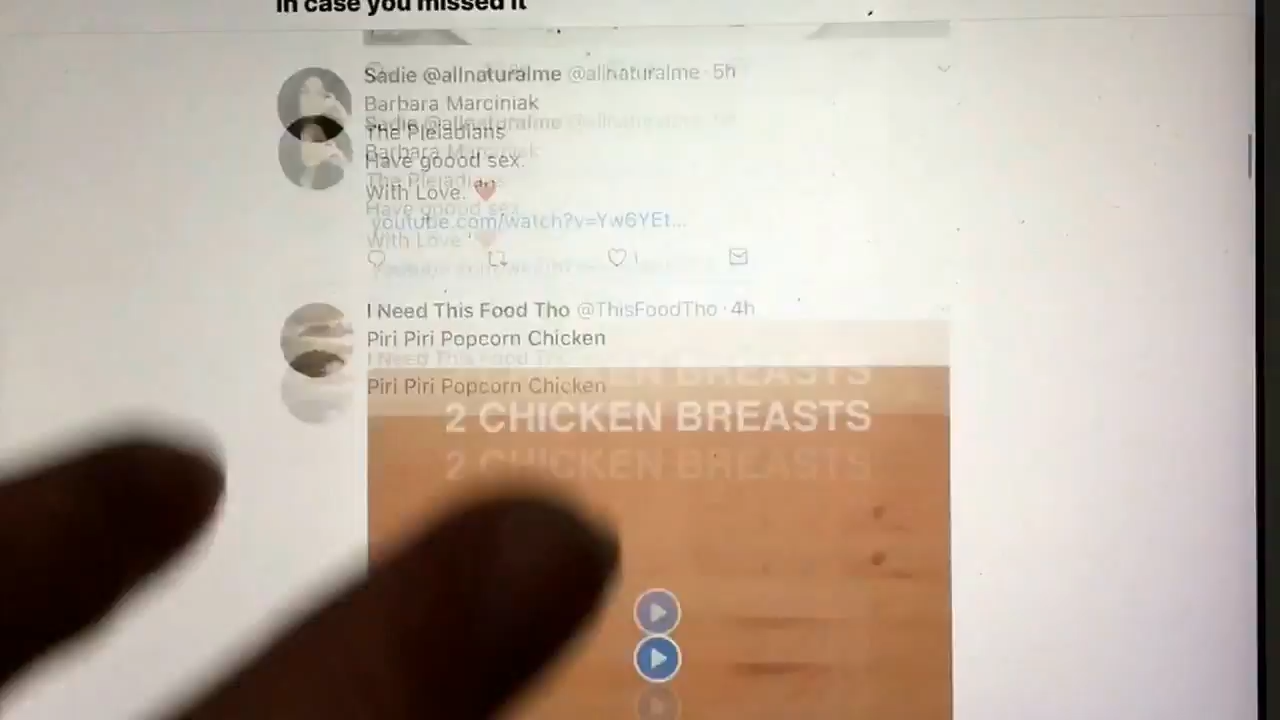 In case you missed it
Sadie @allnaturalme @allnaturalme · 5h
Barbara Marciniak
The Pleiadians
Have goood sex.
With Love. ❤️
youtube.com/watch?v=Yw6YEt...
1
I Need This Food Tho @ThisFoodTho · 4h
Piri Piri Popcorn Chicken
2 CHICKEN BREASTS